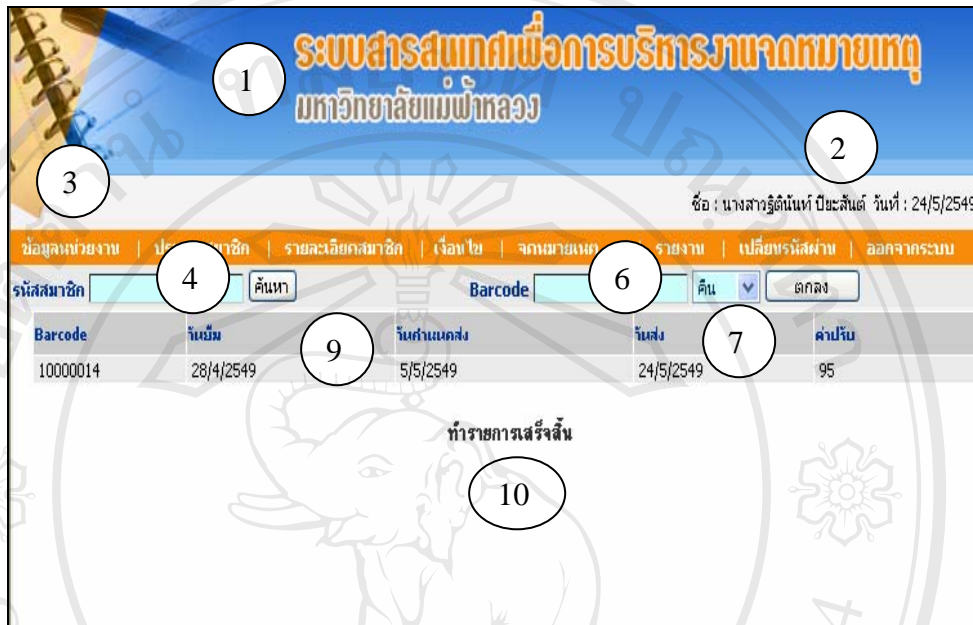 ระบบสารสนเทศเพื่อการบริหารงานจดหมายเหตุ
1
มหาวิทยาลัยแม่ฟ้าหลวง
2
3
ชื่อ : นางสาวฐิตินันท์ ปิยะสันต์ วันที่ : 24/5/2549
ข้อมูลหน่วยงาน | รายละเอียดสมาชิก | เงื่อนไข | จดหมายเหตุ รายงาน | เปลี่ยนรหัสผ่าน | ออกจากระบบ
รหัสสมาชิก 4 ค้นหา Barcode 6 คืน ตกลง
Barcode วันยืม 9 วันกำหนดส่ง วันส่ง 7 ค่าปรับ
10000014 28/4/2549 5/5/2549 24/5/2549 95
ทำรายการเสร็จสิ้น
10